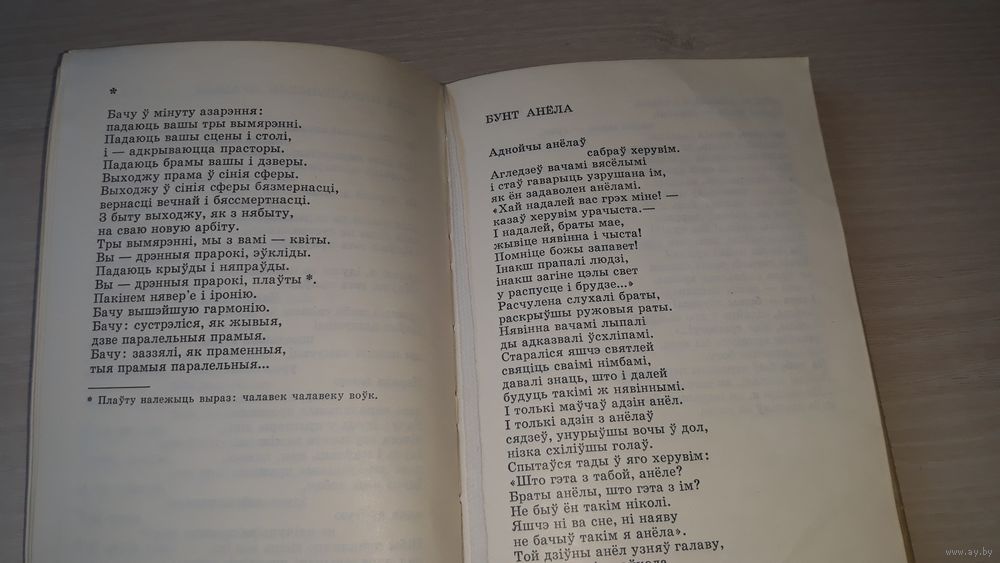 *
Бачу ў мінуту азарэння:
падаюць вашы тры вымярэнні.
Падаюць вашы сцены і столі,
і — адкрываюцца прасторы.
Падаюць брамы вашы і дзверы.
Выходжу прама ў сінія сферы.
Выходжу ў сінія сферы бязмернасці,
вернасці вечнай і бяссмертнасці.
З быту выходжу, як з нябыту,
на сваю новую арбіту.
Тры вымярэнні, мы з вамі — квіты.
Вы — дрэнныя прарокі, эўкліды.
Падаюць крыўды і няпраўды.
Вы — дрэнныя прарокі, плаўты *.
Пакінем нявер'е і іронію.
Бачу вышэйшую гармонію.
Бачу: сустрэліся, як жывыя,
дзве паралельныя прамыя.
Бачу: заззялі, як праменныя,
тыя прамыя паралельныя...
* Плаўту належыць выраз: чалавек чалавеку воўк.
БУНТ АНЁЛА
Аднойчы анёлаў
сабраў херувім.
Агледзеў вачамі вясёлымі
і стаў гаварыць узрушана ім,
як ён задаволен анёламі.
«Хай надалей вас грэх міне! —
казаў херувім урачыста.—
І надалей, браты мае,
жывіце нявінна і чыста!
Помніце божы запавет!
Інакш прапалі людзі,
інакш загіне цэлы свет
у распусце і брудзе...»
Расчулена слухалі браты,
раскрыўшы ружовыя раты.
Нявінна вачамі лыпалі
ды адказвалі ўсхліпамі.
Стараліся яшчэ святлей
свяціць сваімі німбамі,
давалі знаць, што і далей
будуць такімі ж нявіннымі.
І толькі маўчаў адзін анёл.
І толькі адзін з анёлаў
сядзеў, унурыўшы вочы ў дол,
нізка схіліўшы голаў.
Спытаўся тады ў яго херувім:
«Што гэта з табой, анёле?
Браты анёлы, што гэта з ім?
Не быў ён такім ніколі.
Яшчэ ні ва сне, ні наяву
не бачыў такім я анёла».
Той дзіўны анёл узняў галаву,
www.ay.by